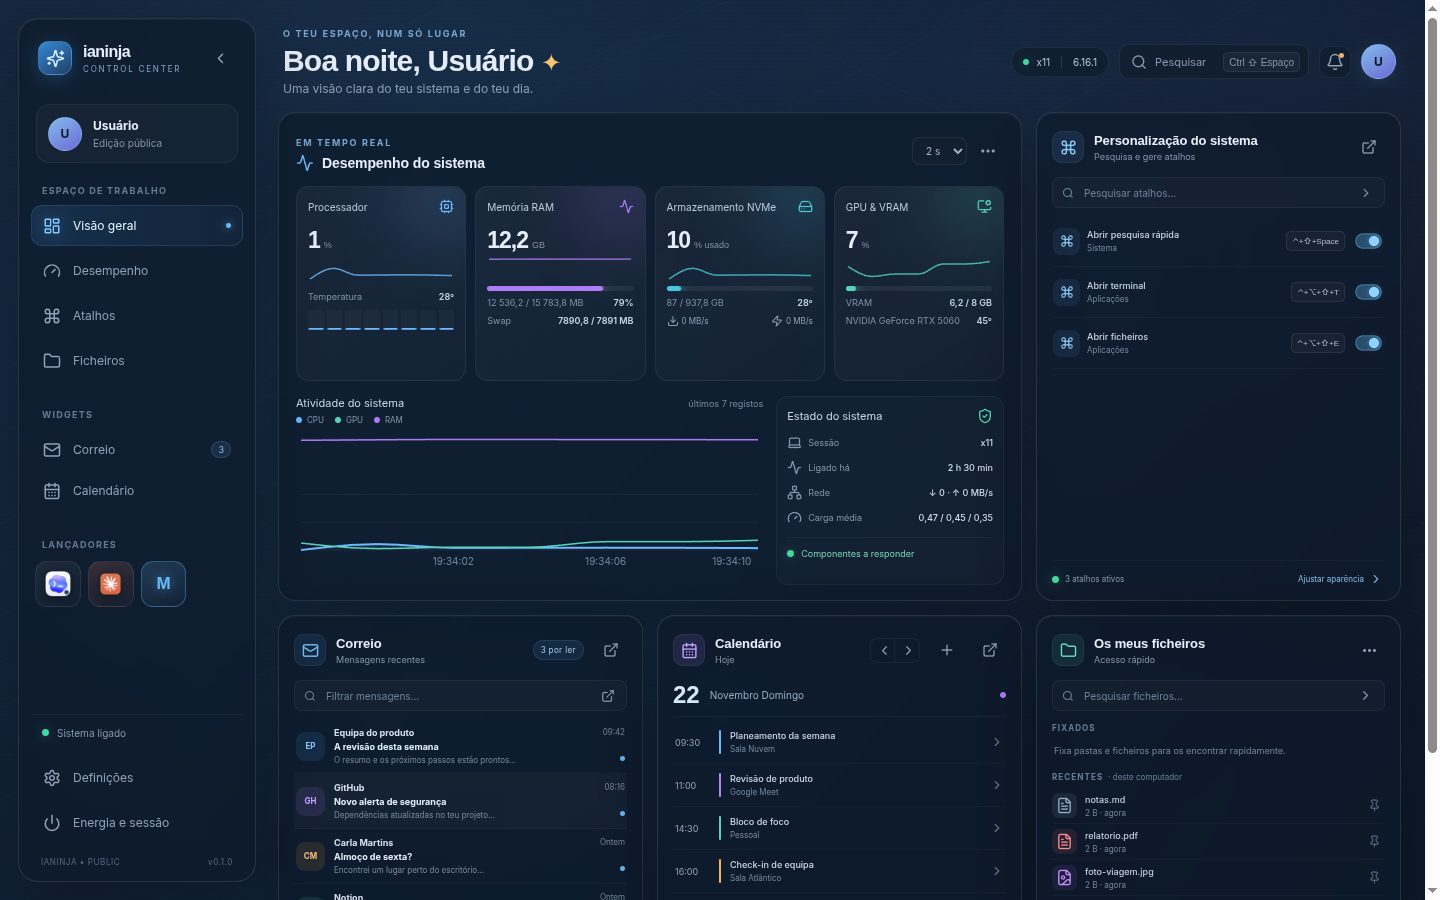 ianinja
CONTROL CENTER
U
Usuário
Edição pública
ESPAÇO DE TRABALHO
Visão geral
Desempenho
Atalhos
Ficheiros
WIDGETS
Correio
3
Calendário
LANÇADORES
M
Sistema ligado
Definições
Energia e sessão
IANINJA • PUBLIC
v0.1.0
O TEU ESPAÇO, NUM SÓ LUGAR
Boa noite, Usuário
Uma visão clara do teu sistema e do teu dia.
x11
6.16.1
Pesquisar
Ctrl ⇧ Espaço
U
EM TEMPO REAL
Desempenho do sistema
2 s
Processador
1 %
Temperatura
28º
Memória RAM
12,2 GB
12 536,2 / 15 783,8 MB
79%
Swap
7890,8 / 7891 MB
Armazenamento NVMe
10 % usado
87 / 937,8 GB
28º
0 MB/s
0 MB/s
GPU & VRAM
7 %
VRAM
6,2 / 8 GB
NVIDIA GeForce RTX 5060
45º
Atividade do sistema
últimos 7 registos
CPU
GPU
RAM
19:34:02
19:34:06
19:34:10
Estado do sistema
Sessão
x11
Ligado há
2 h 30 min
Rede
↓ 0 · ↑ 0 MB/s
Carga média
0,47 / 0,45 / 0,35
Componentes a responder
Personalização do sistema
Pesquisa e gere atalhos
Pesquisar atalhos...
Abrir pesquisa rápida
Sistema
⌃+⇧+Space
Abrir terminal
Aplicações
⌃+⌥+⇧+T
Abrir ficheiros
Aplicações
⌃+⌥+⇧+E
3 atalhos ativos
Ajustar aparência
Correio
Mensagens recentes
3 por ler
Filtrar mensagens...
EP
Equipa do produto
09:42
A revisão desta semana
O resumo e os próximos passos estão prontos...
GH
GitHub
08:16
Novo alerta de segurança
Dependências atualizadas no teu projeto...
CM
Carla Martins
Ontem
Almoço de sexta?
Encontrei um lugar perto do escritório...
Notion
Ontem
Calendário
Hoje
22
Novembro Domingo
09:30
Planeamento da semana
Sala Nuvem
11:00
Revisão de produto
Google Meet
14:30
Bloco de foco
Pessoal
16:00
Check-in de equipa
Sala Atlântico
Os meus ficheiros
Acesso rápido
Pesquisar ficheiros...
FIXADOS
Fixa pastas e ficheiros para os encontrar rapidamente.
RECENTES · deste computador
notas.md
2 B · agora
relatorio.pdf
2 B · agora
foto-viagem.jpg
2 B · agora